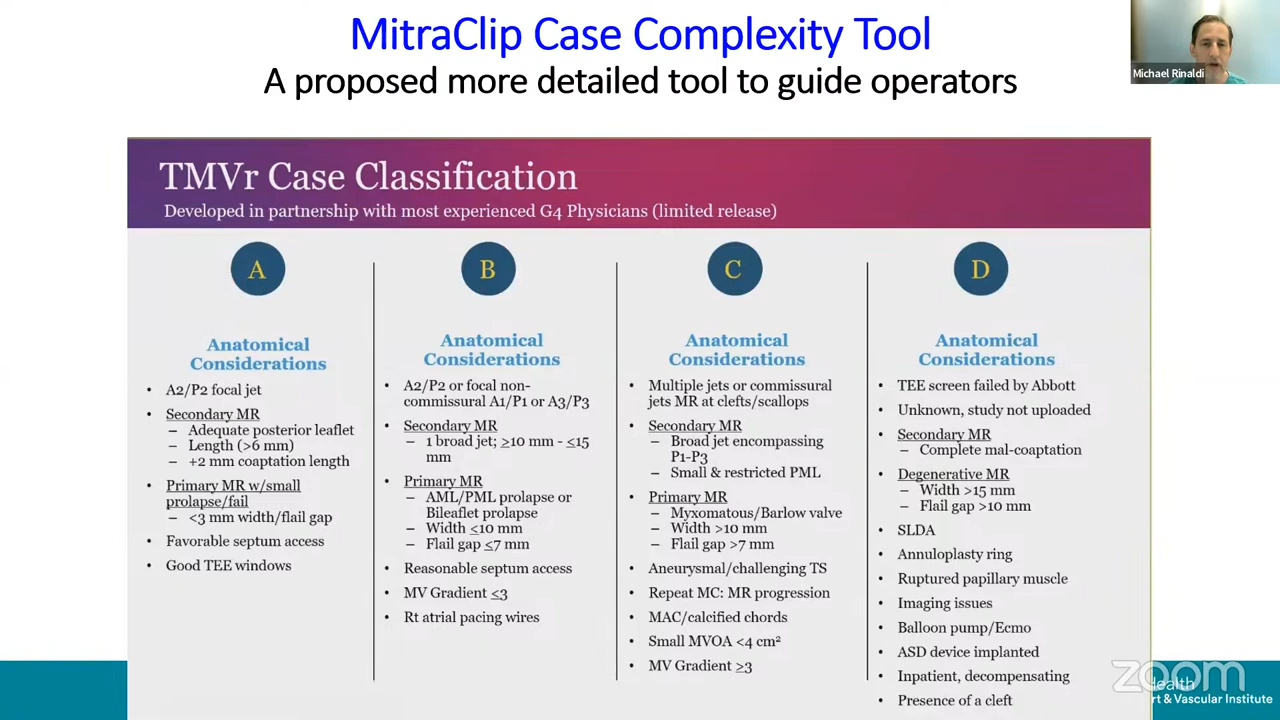 MitraClip Case Complexity Tool
A proposed more detailed tool to guide operators
Michael Rinaldi
TMVr Case Classification
Developed in partnership with most experienced G4 Physicians (limited release)
A
Anatomical
Considerations
• A2/P2 focal jet
• Secondary MR
– Adequate posterior leaflet
– Length (>6 mm)
– +2 mm coaptation length
• Primary MR w/small
prolapse/fail
– <3 mm width/flail gap
• Favorable septum access
• Good TEE windows
B
Anatomical
Considerations
• A2/P2 or focal non-
commissural A1/P1 or A3/P3
• Secondary MR
– 1 broad jet; ≥10 mm - ≤15
mm
• Primary MR
– AML/PML prolapse or
Bileaflet prolapse
– Width ≤10 mm
– Flail gap ≤7 mm
• Reasonable septum access
• MV Gradient ≤3
• Rt atrial pacing wires
C
Anatomical
Considerations
• Multiple jets or commissural
jets MR at clefts/scallops
• Secondary MR
– Broad jet encompassing
P1-P3
– Small & restricted PML
• Primary MR
– Myxomatous/Barlow valve
– Width >10 mm
– Flail gap >7 mm
• Aneurysmal/challenging TS
• Repeat MC: MR progression
• MAC/calcified chords
• Small MVOA <4 cm²
• MV Gradient ≥3
D
Anatomical
Considerations
• TEE screen failed by Abbott
• Unknown, study not uploaded
• Secondary MR
– Complete mal-coaptation
• Degenerative MR
– Width >15 mm
– Flail gap >10 mm
• SLDA
• Annuloplasty ring
• Ruptured papillary muscle
• Imaging issues
• Balloon pump/Ecmo
• ASD device implanted
• Inpatient, decompensating
• Presence of a cleft
zoom
Health
& Vascular Institute